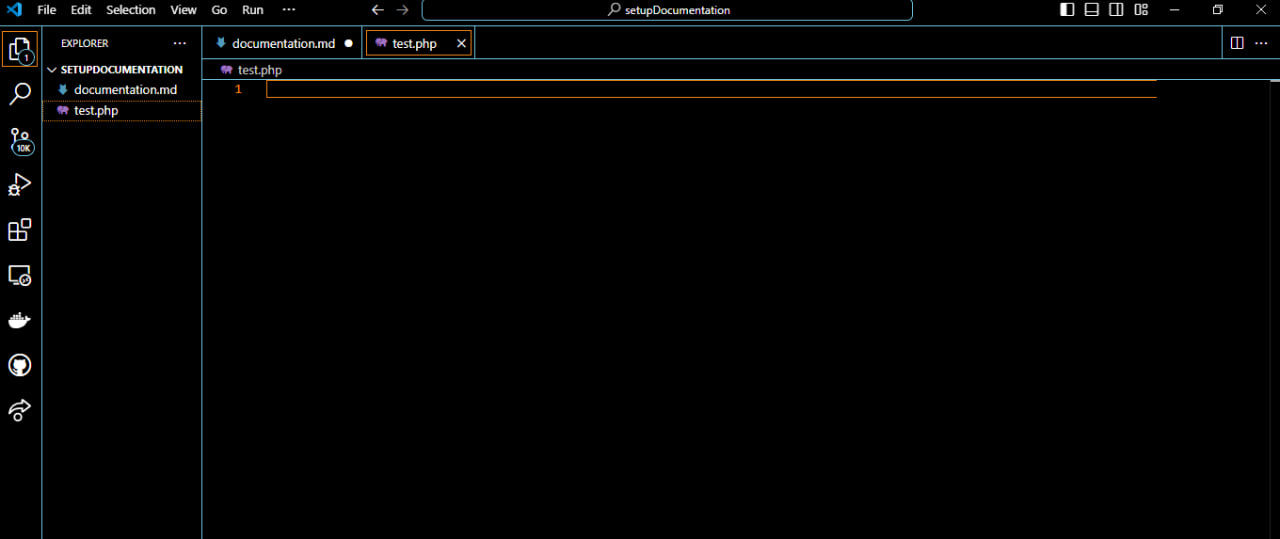 File Edit Selection View Go Run ··· setupDocumentation
EXPLORER ··· documentation.md test.php ···
SETUPDOCUMENTATION test.php
documentation.md 1
test.php
1
10K